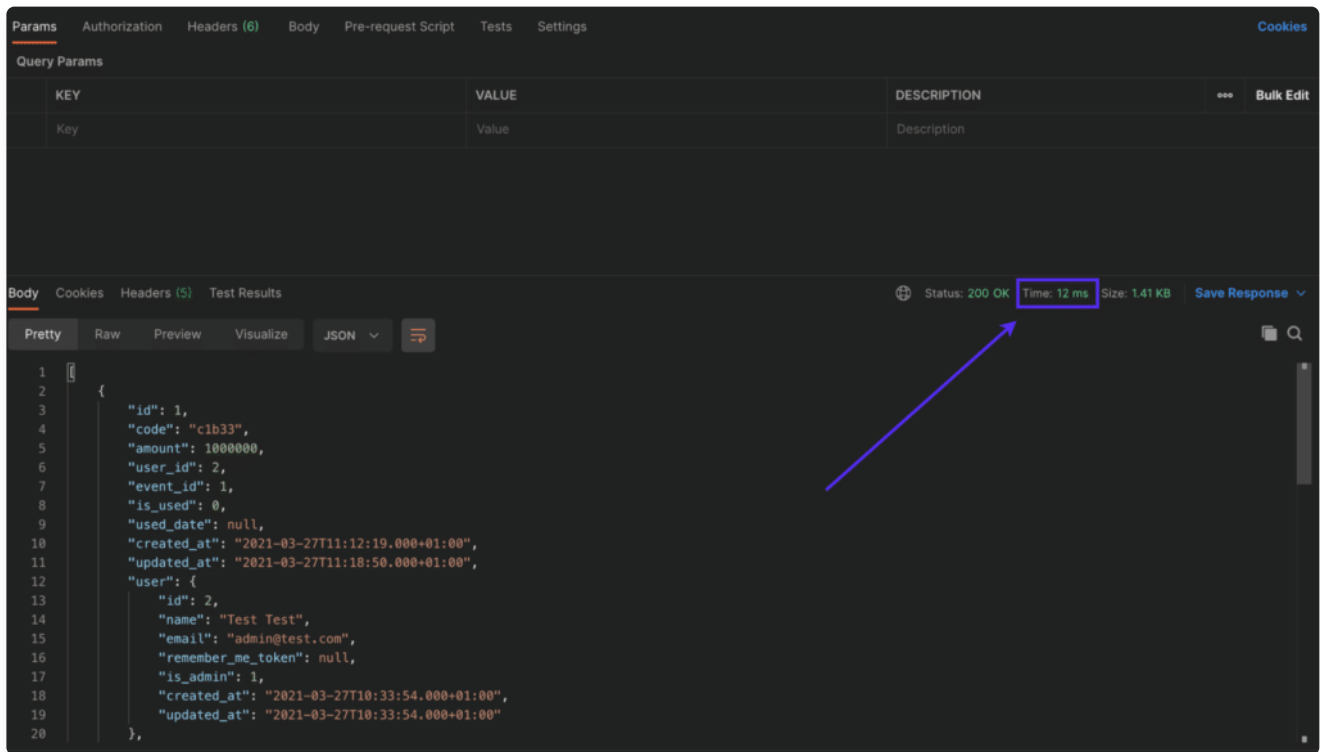 Params Authorization Headers (6) Body Pre-request Script Tests Settings Cookies
Query Params
KEY VALUE DESCRIPTION ooo Bulk Edit
Key Value Description
Body Cookies Headers (5) Test Results Status: 200 OK Time: 12 ms Size: 1.41 KB Save Response
Pretty Raw Preview Visualize JSON
1 [
2 {
3 "id": 1,
4 "code": "c1b33",
5 "amount": 1000000,
6 "user_id": 2,
7 "event_id": 1,
8 "is_used": 0,
9 "used_date": null,
10 "created_at": "2021-03-27T11:12:19.000+01:00",
11 "updated_at": "2021-03-27T11:18:50.000+01:00",
12 "user": {
13 "id": 2,
14 "name": "Test Test",
15 "email": "admin@test.com",
16 "remember_me_token": null,
17 "is_admin": 1,
18 "created_at": "2021-03-27T10:33:54.000+01:00",
19 "updated_at": "2021-03-27T10:33:54.000+01:00"
20 },